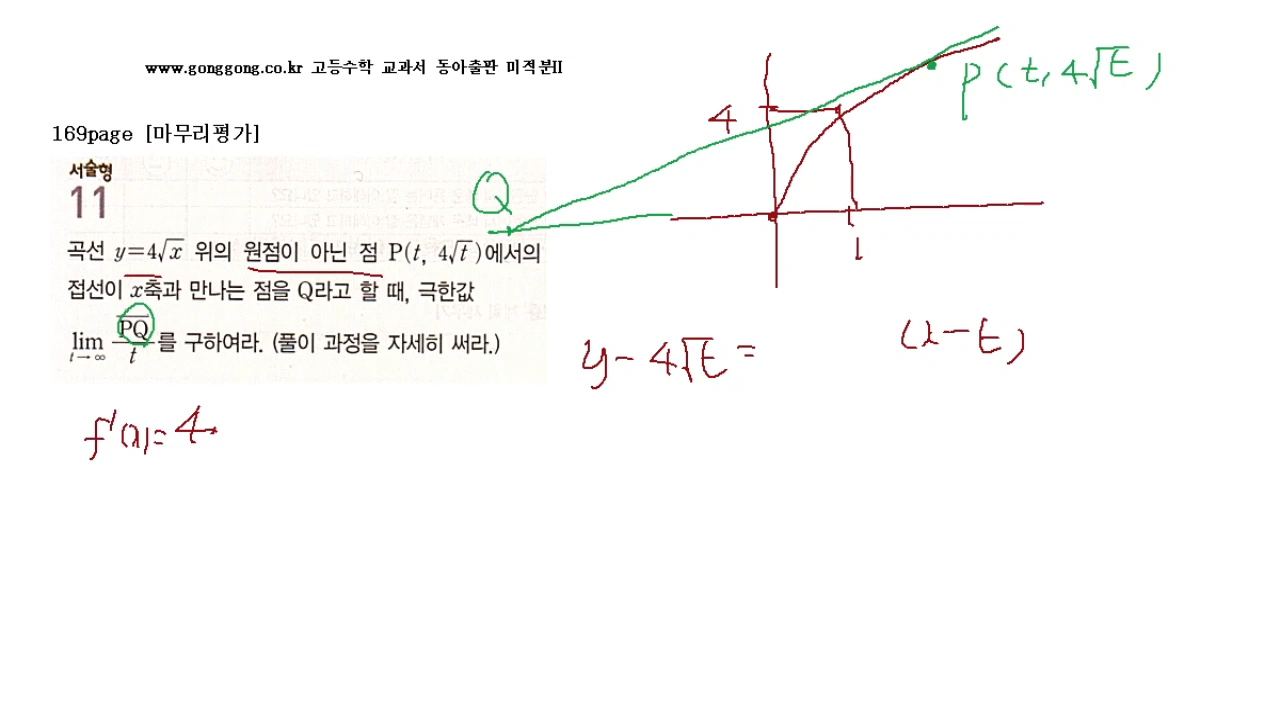 www.gonggong.co.kr 고등수학 교과서 동아출판 미적분II
169page [마무리평가]
서술형
11
곡선 y=4√x 위의 원점이 아닌 점 P(t, 4√t)에서의
접선이 x축과 만나는 점을 Q라고 할 때, 극한값
lim t→∞ PQ/t 를 구하여라. (풀이 과정을 자세히 써라.)
P(t, 4√t)
4
Q
1
y-4√t = (x-t)
f'(x)=4